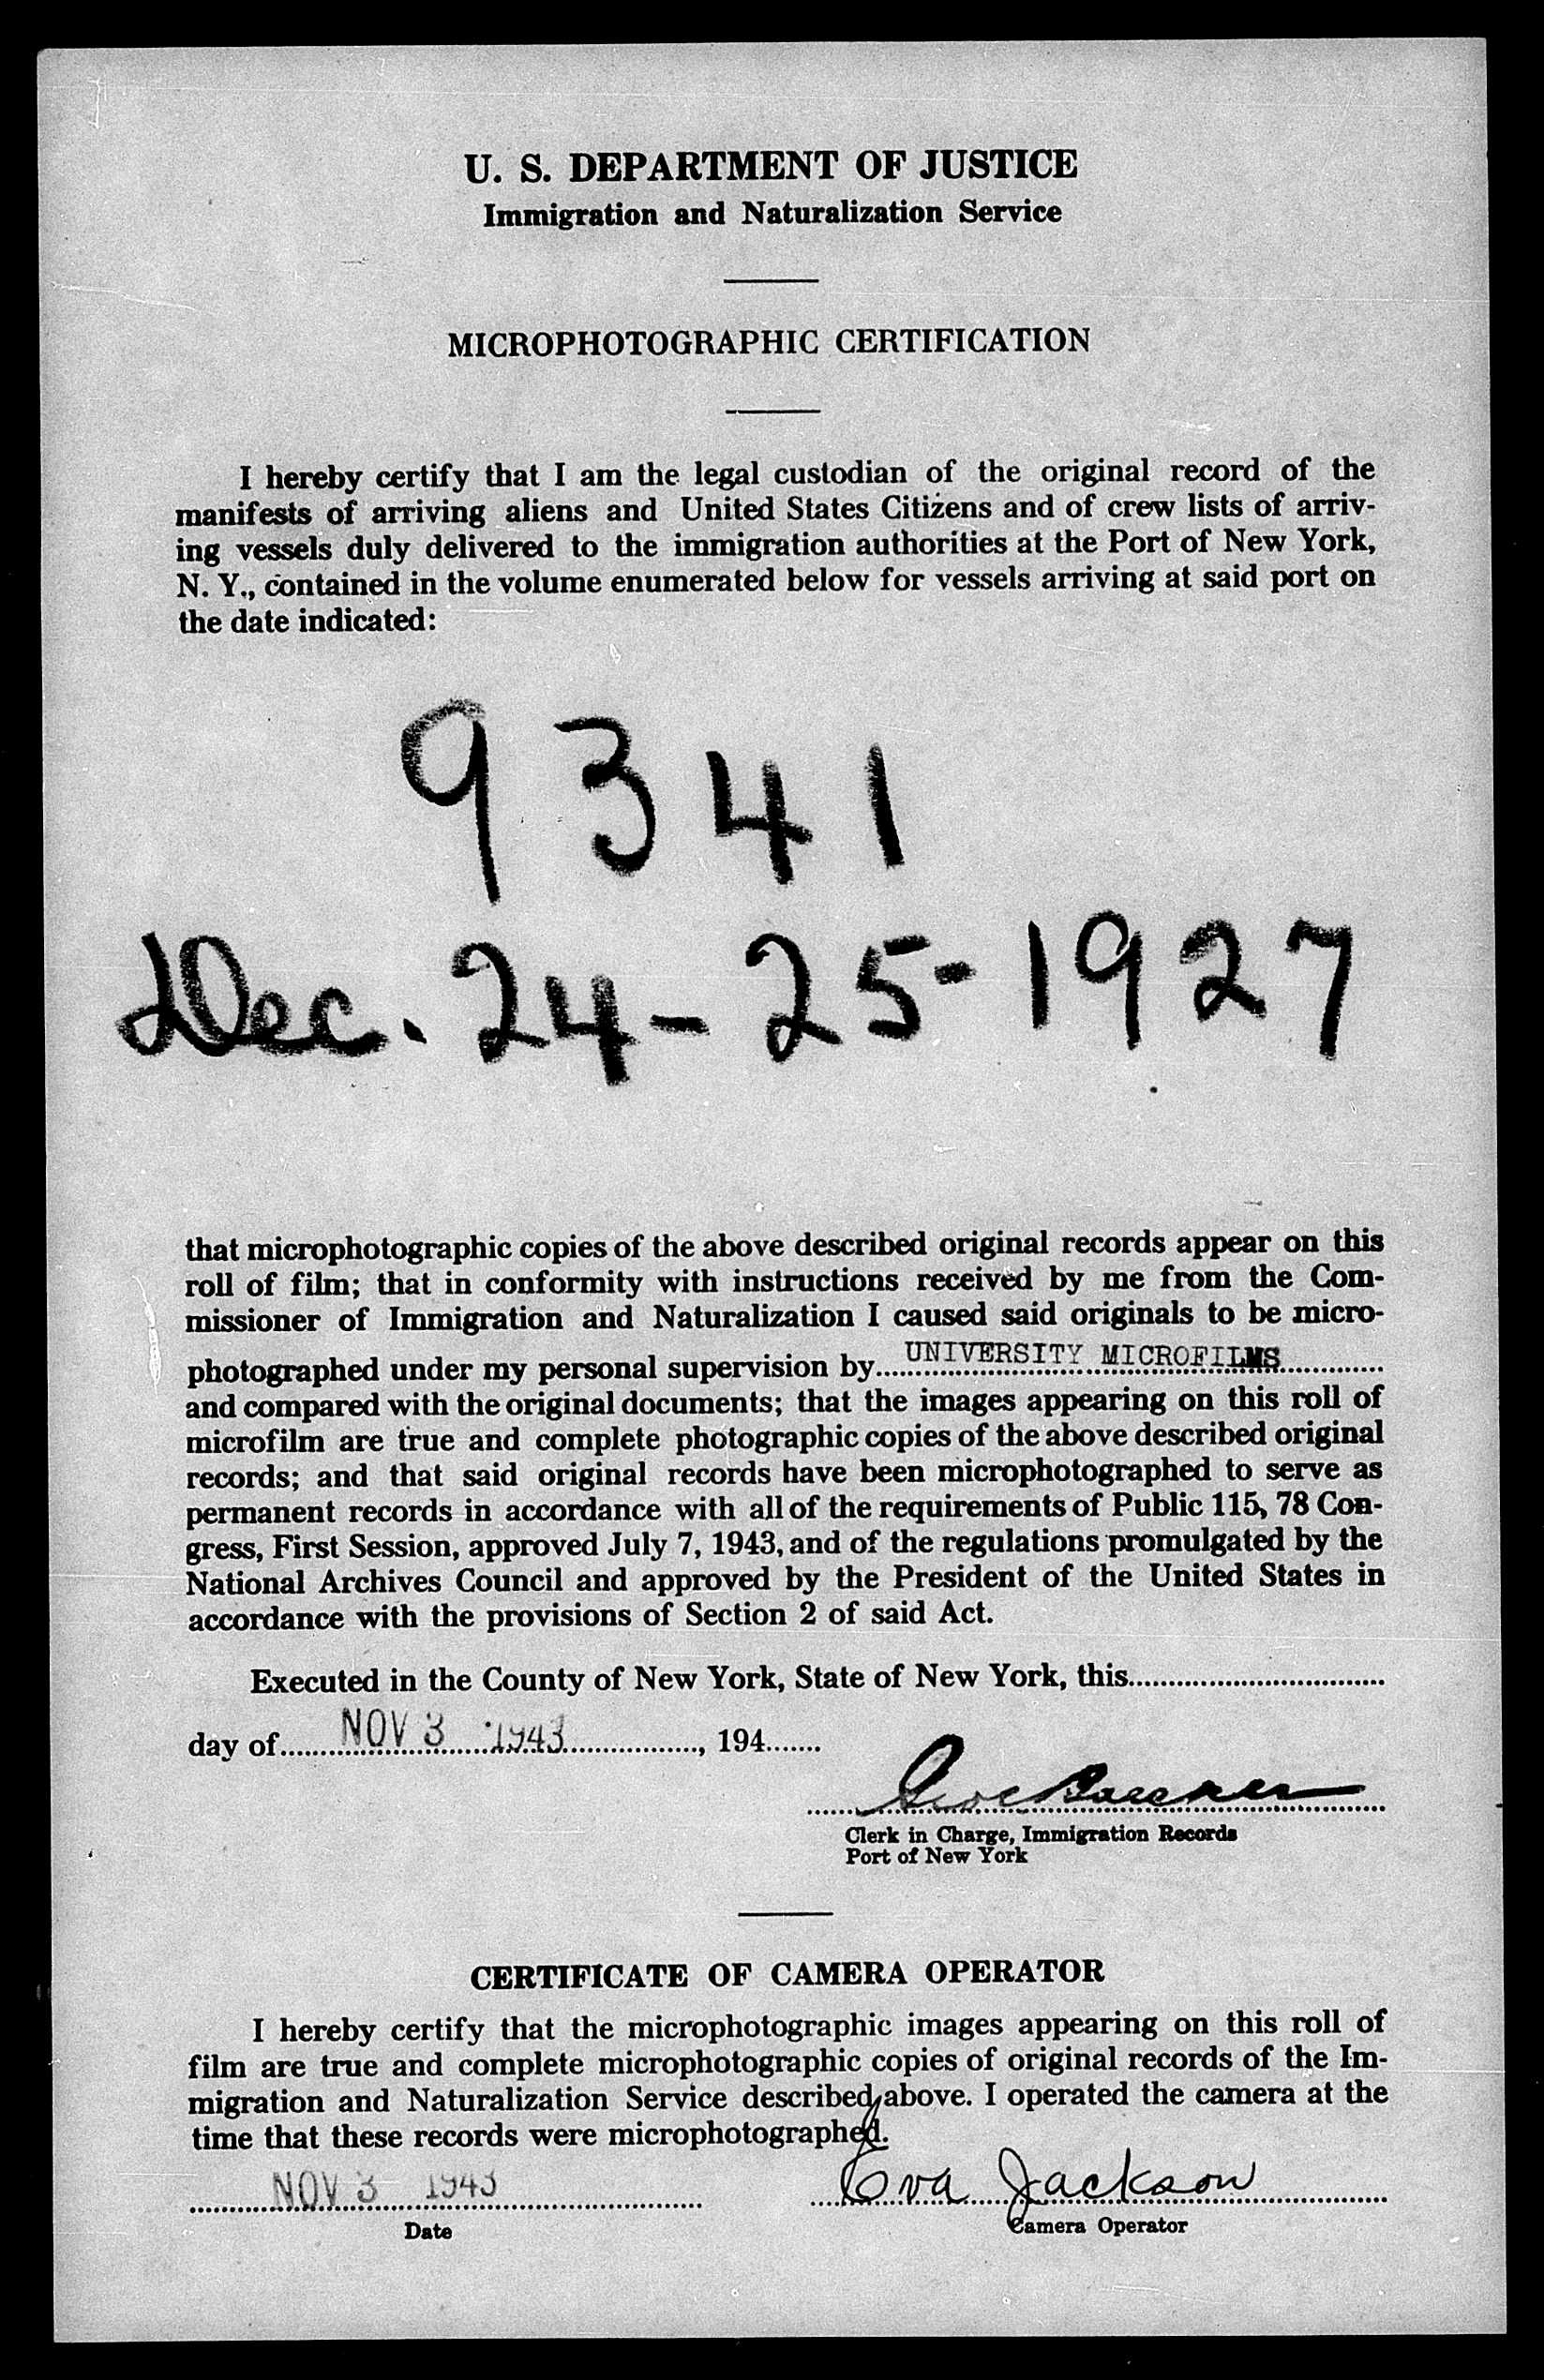 U. S. DEPARTMENT OF JUSTICE
Immigration and Naturalization Service
MICROPHOTOGRAPHIC CERTIFICATION
I hereby certify that I am the legal custodian of the original record of the
manifests of arriving aliens and United States Citizens and of crew lists of arriv-
ing vessels duly delivered to the immigration authorities at the Port of New York,
N. Y., contained in the volume enumerated below for vessels arriving at said port on
the date indicated:
9341
Dec. 24-25-1927
that microphotographic copies of the above described original records appear on this
roll of film; that in conformity with instructions received by me from the Com-
missioner of Immigration and Naturalization I caused said originals to be micro-
photographed under my personal supervision by UNIVERSITY MICROFILMS
and compared with the original documents; that the images appearing on this roll of
microfilm are true and complete photographic copies of the above described original
records; and that said original records have been microphotographed to serve as
permanent records in accordance with all of the requirements of Public 115, 78 Con-
gress, First Session, approved July 7, 1943, and of the regulations promulgated by the
National Archives Council and approved by the President of the United States in
accordance with the provisions of Section 2 of said Act.
Executed in the County of New York, State of New York, this
day of NOV 3 1943, 194
Clerk in Charge, Immigration Records
Port of New York
CERTIFICATE OF CAMERA OPERATOR
I hereby certify that the microphotographic images appearing on this roll of
film are true and complete microphotographic copies of original records of the Im-
migration and Naturalization Service described above. I operated the camera at the
time that these records were microphotographed.
NOV 3 1943 Eva Jackson
Date Camera Operator